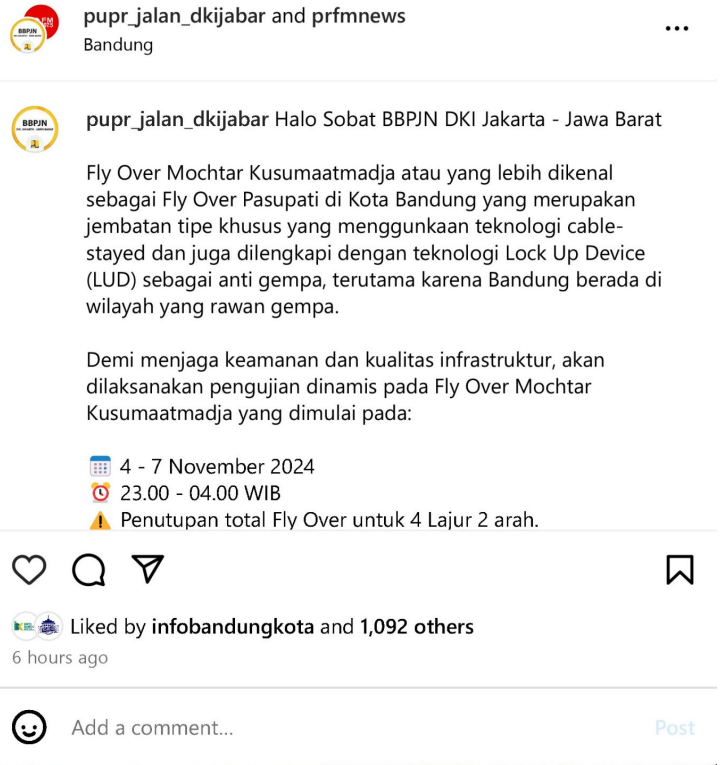 pupr_jalan_dkijabar and prfmnews
Bandung
BBPJN
pupr_jalan_dkijabar Halo Sobat BBPJN DKI Jakarta - Jawa Barat
BBPJN
Fly Over Mochtar Kusumaatmadja atau yang lebih dikenal
sebagai Fly Over Pasupati di Kota Bandung yang merupakan
jembatan tipe khusus yang menggunkaan teknologi cable-
stayed dan juga dilengkapi dengan teknologi Lock Up Device
(LUD) sebagai anti gempa, terutama karena Bandung berada di
wilayah yang rawan gempa.
Demi menjaga keamanan dan kualitas infrastruktur, akan
dilaksanakan pengujian dinamis pada Fly Over Mochtar
Kusumaatmadja yang dimulai pada:
4 - 7 November 2024
23.00 - 04.00 WIB
Penutupan total Fly Over untuk 4 Lajur 2 arah.
Liked by infobandungkota and 1,092 others
6 hours ago
Add a comment...
Post